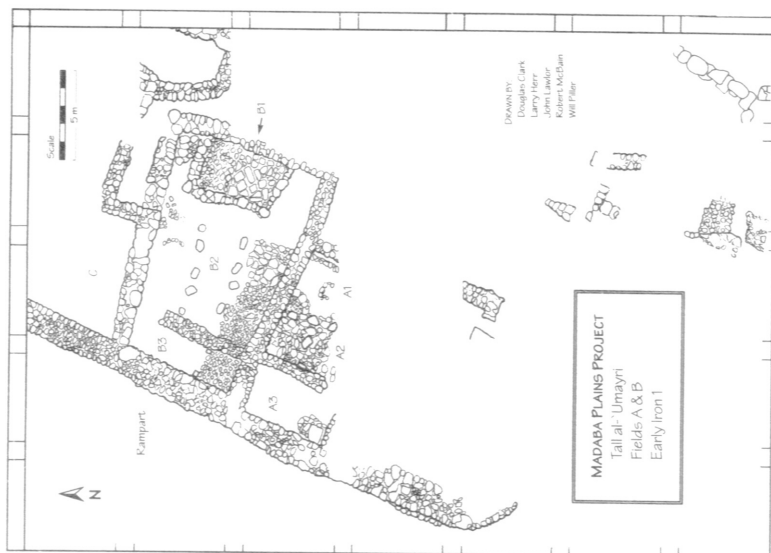 Scale
5 m
B1
DRAWN BY
Douglas Clark
Larry Herr
John Lawlor
Robert McBain
Will Piller
C
B2
B3
A1
A2
A3
Rampart
N
MADABA PLAINS PROJECT
Tall al-ʿUmayri
Fields A & B
Early Iron 1